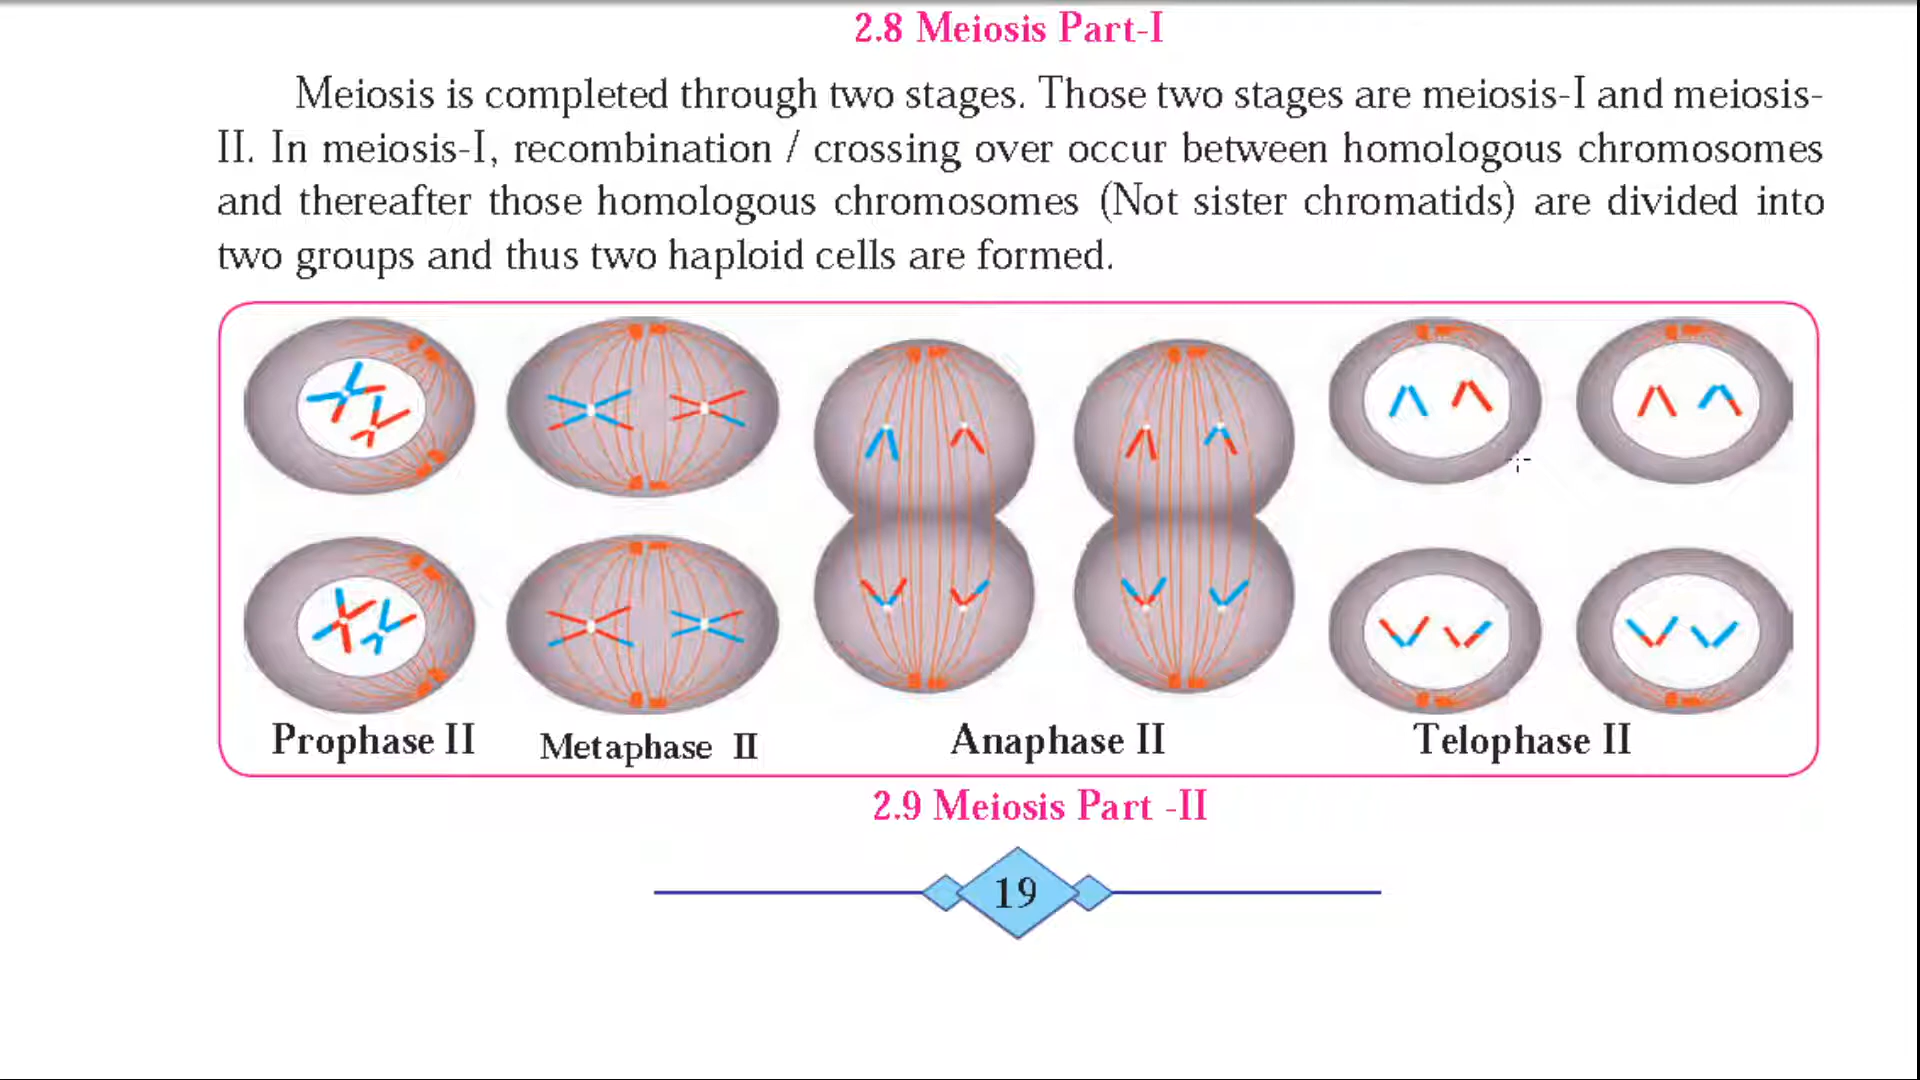 2.8 Meiosis Part-I
Meiosis is completed through two stages. Those two stages are meiosis-I and meiosis-
II. In meiosis-I, recombination / crossing over occur between homologous chromosomes
and thereafter those homologous chromosomes (Not sister chromatids) are divided into
two groups and thus two haploid cells are formed.
Prophase II Metaphase II Anaphase II Telophase II
2.9 Meiosis Part -II
19